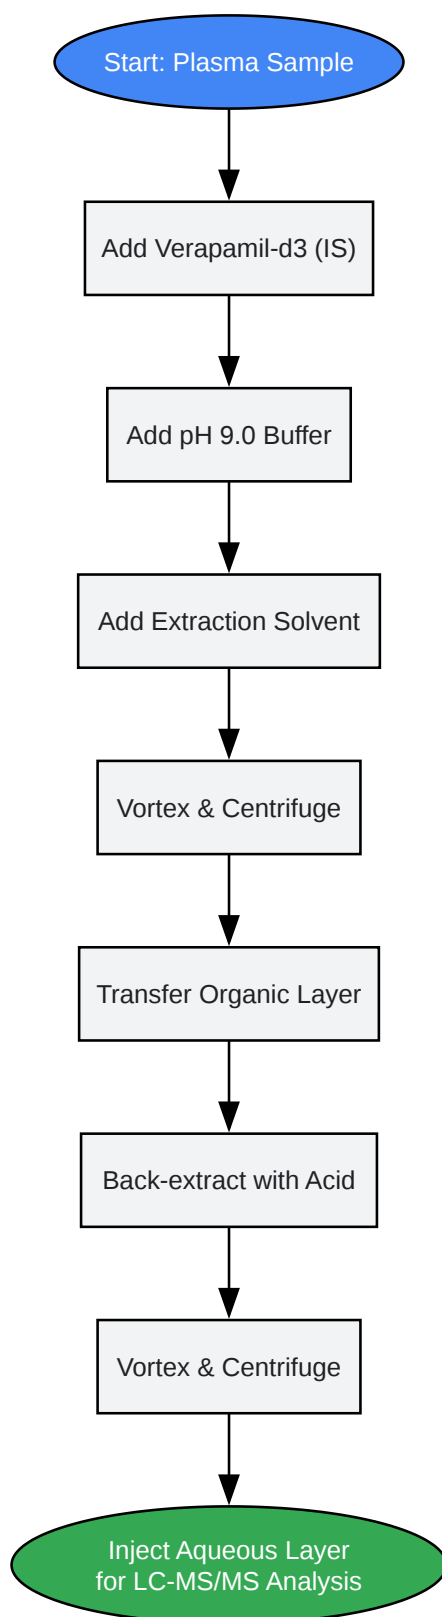 Start: Plasma Sample
Add Verapamil-d3 (IS)
Add pH 9.0 Buffer
Add Extraction Solvent
Vortex & Centrifuge
Transfer Organic Layer
Back-extract with Acid
Vortex & Centrifuge
Inject Aqueous Layer
for LC-MS/MS Analysis